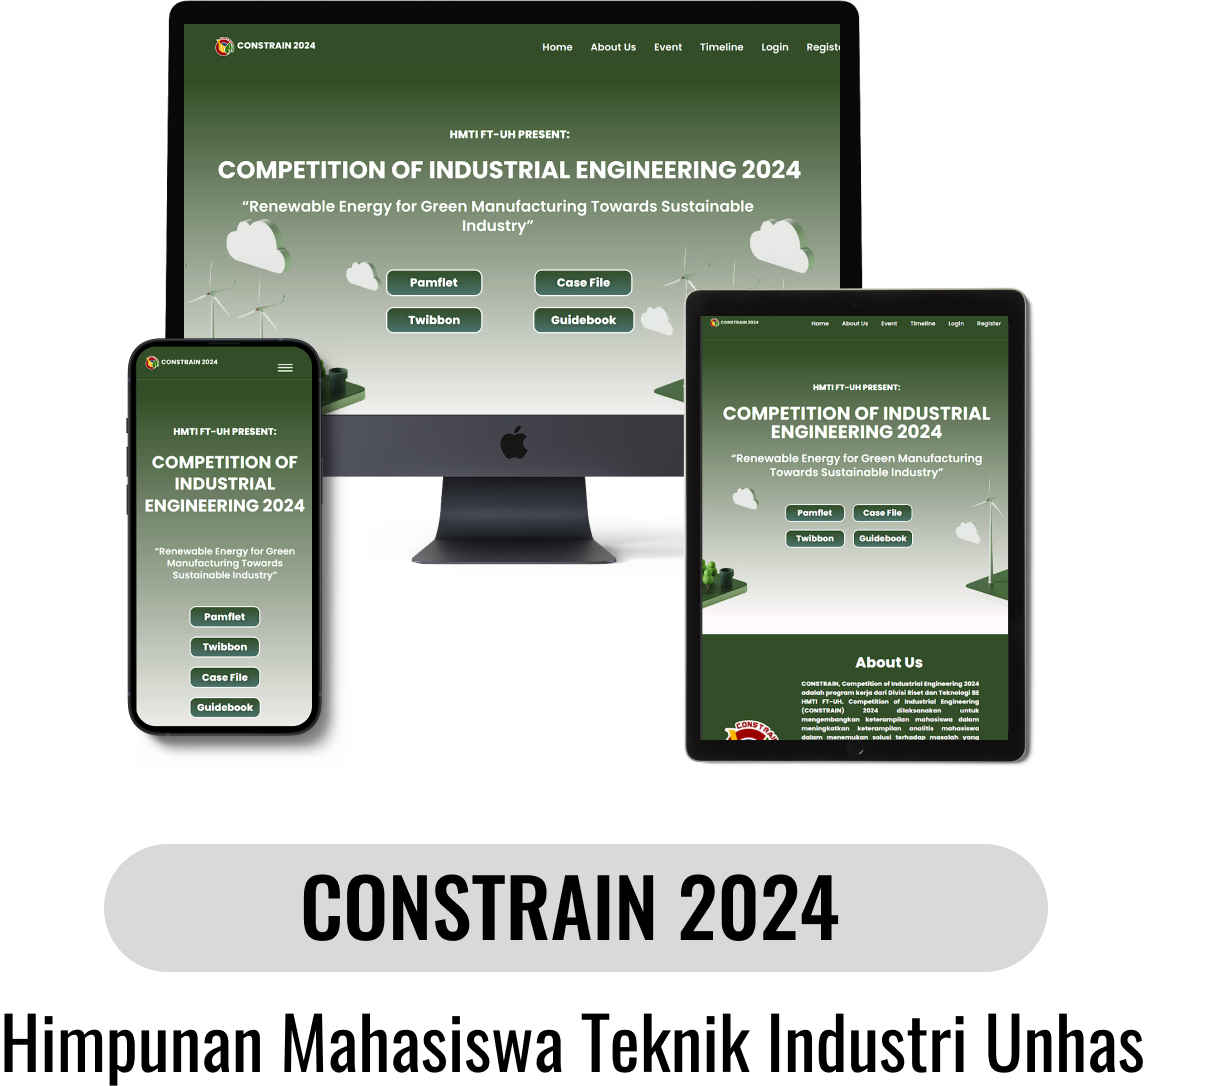 CONSTRAIN 2024
Home About Us Event Timeline Login
HMTI FT-UH PRESENT:
COMPETITION OF INDUSTRIAL ENGINEERING 2024
“Renewable Energy for Green Manufacturing Towards Sustainable
Industry”
Pamflet Case File
Twibbon Guidebook
CONSTRAIN 2024
HMTI FT-UH PRESENT:
COMPETITION OF
INDUSTRIAL
ENGINEERING 2024
“Renewable Energy for Green
Manufacturing Towards
Sustainable Industry”
Pamflet
Twibbon
Case File
Guidebook
CONSTRAIN 2024
Home About Us Event Timeline Login Register
HMTI FT-UH PRESENT:
COMPETITION OF INDUSTRIAL
ENGINEERING 2024
“Renewable Energy for Green Manufacturing
Towards Sustainable Industry”
Pamflet Case File
Twibbon Guidebook
About Us
CONSTRAIN, Competition of Industrial Engineering 2024
adalah program kerja dari Divisi Riset dan Teknologi BE
HMTI FT-UH. Competition of Industrial Engineering
(CONSTRAIN) 2024 dilaksanakan untuk
mengembangkan keterampilan mahasiswa dalam
meningkatkan keterampilan analitis mahasiswa
dalam menemukan solusi terhadap masalah yang
CONSTRAIN 2024
Himpunan Mahasiswa Teknik Industri Unhas